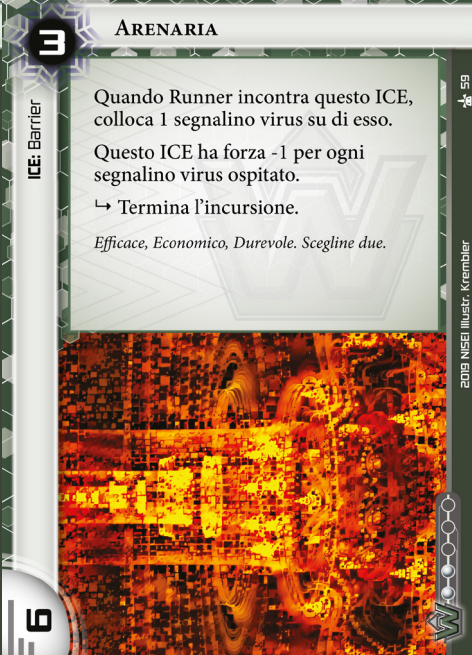 3
Arenaria
ICE: Barrier
Quando Runner incontra questo ICE,
colloca 1 segnalino virus su di esso.
Questo ICE ha forza -1 per ogni
segnalino virus ospitato.
↳ Termina l'incursione.
Efficace, Economico, Durevole. Scegline due.
59
2019 NISEI Illustr. Krembler
6